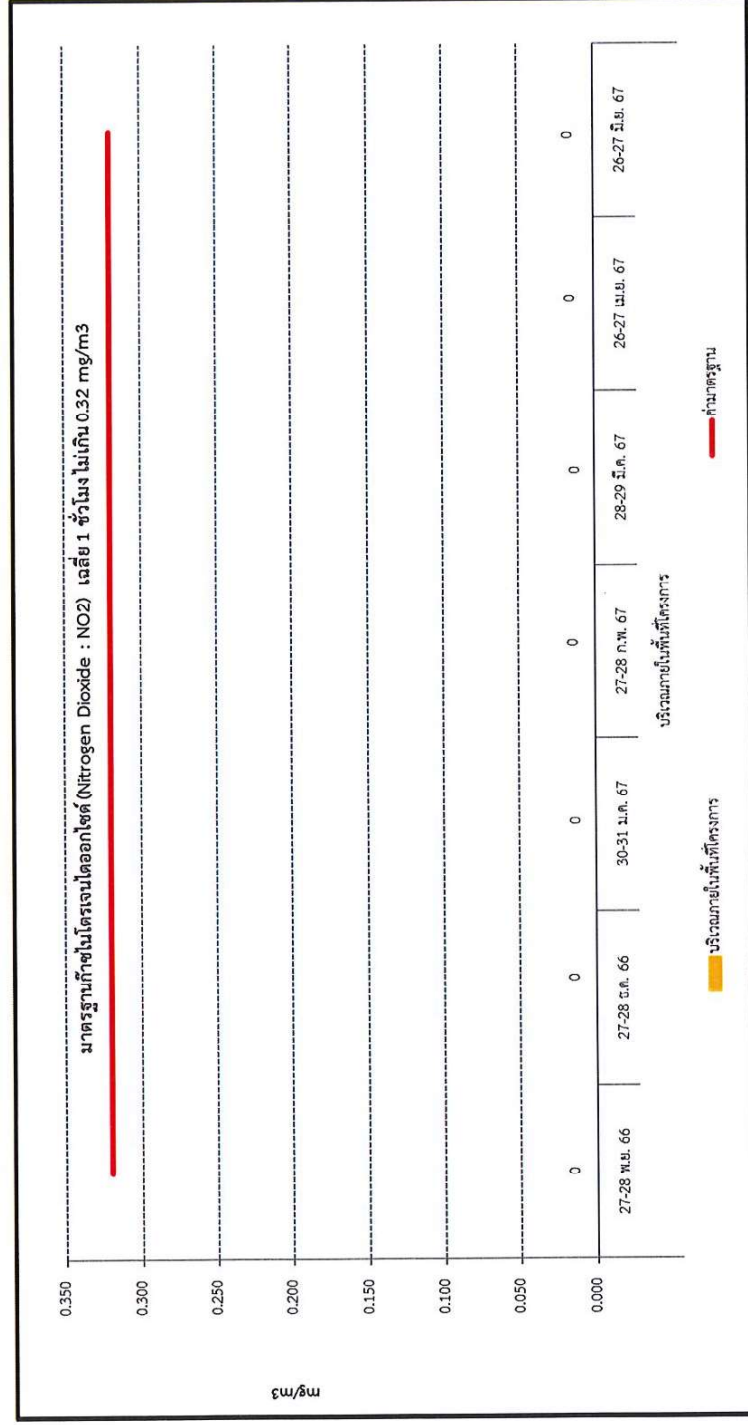 มาตรฐานก๊าซไนโตรเจนไดออกไซด์ (Nitrogen Dioxide : NO2) เฉลี่ย 1 ชั่วโมง ไม่เกิน 0.32 mg/m3
mg/m3
0.350
0.300
0.250
0.200
0.150
0.100
0.050
0.000
0 0 0 0 0 0 0
27-28 พ.ย. 66 27-28 ธ.ค. 66 30-31 ม.ค. 67 27-28 ก.พ. 67 28-29 มี.ค. 67 26-27 เม.ย. 67 26-27 มิ.ย. 67
บริเวณภายในพื้นที่โครงการ
บริเวณภายในพื้นที่โครงการ ค่ามาตรฐาน